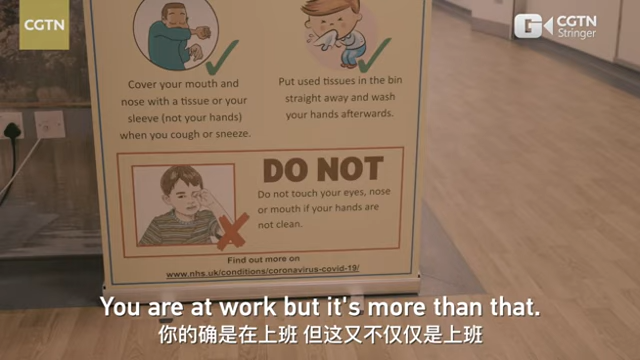 CGTN
G CGTN
Stringer
Cover your mouth and
nose with a tissue or your
sleeve (not your hands)
when you cough or sneeze.
Put used tissues in the bin
straight away and wash
your hands afterwards.
DO NOT
Do not touch your eyes, nose
or mouth if your hands are
not clean.
Find out more on
www.nhs.uk/conditions/coronavirus-covid-19/
You are at work but it's more than that.
你的确是在上班 但这又不仅仅是上班